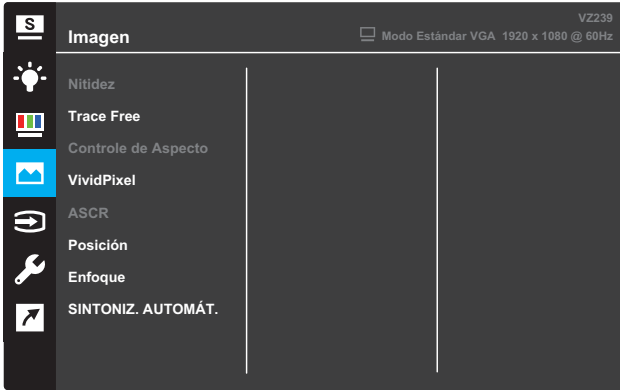 S
VZ239
Imagen
Modo Estándar VGA 1920 x 1080 @ 60Hz
Nitidez
Trace Free
Controle de Aspecto
VividPixel
ASCR
Posición
Enfoque
SINTONIZ. AUTOMÁT.